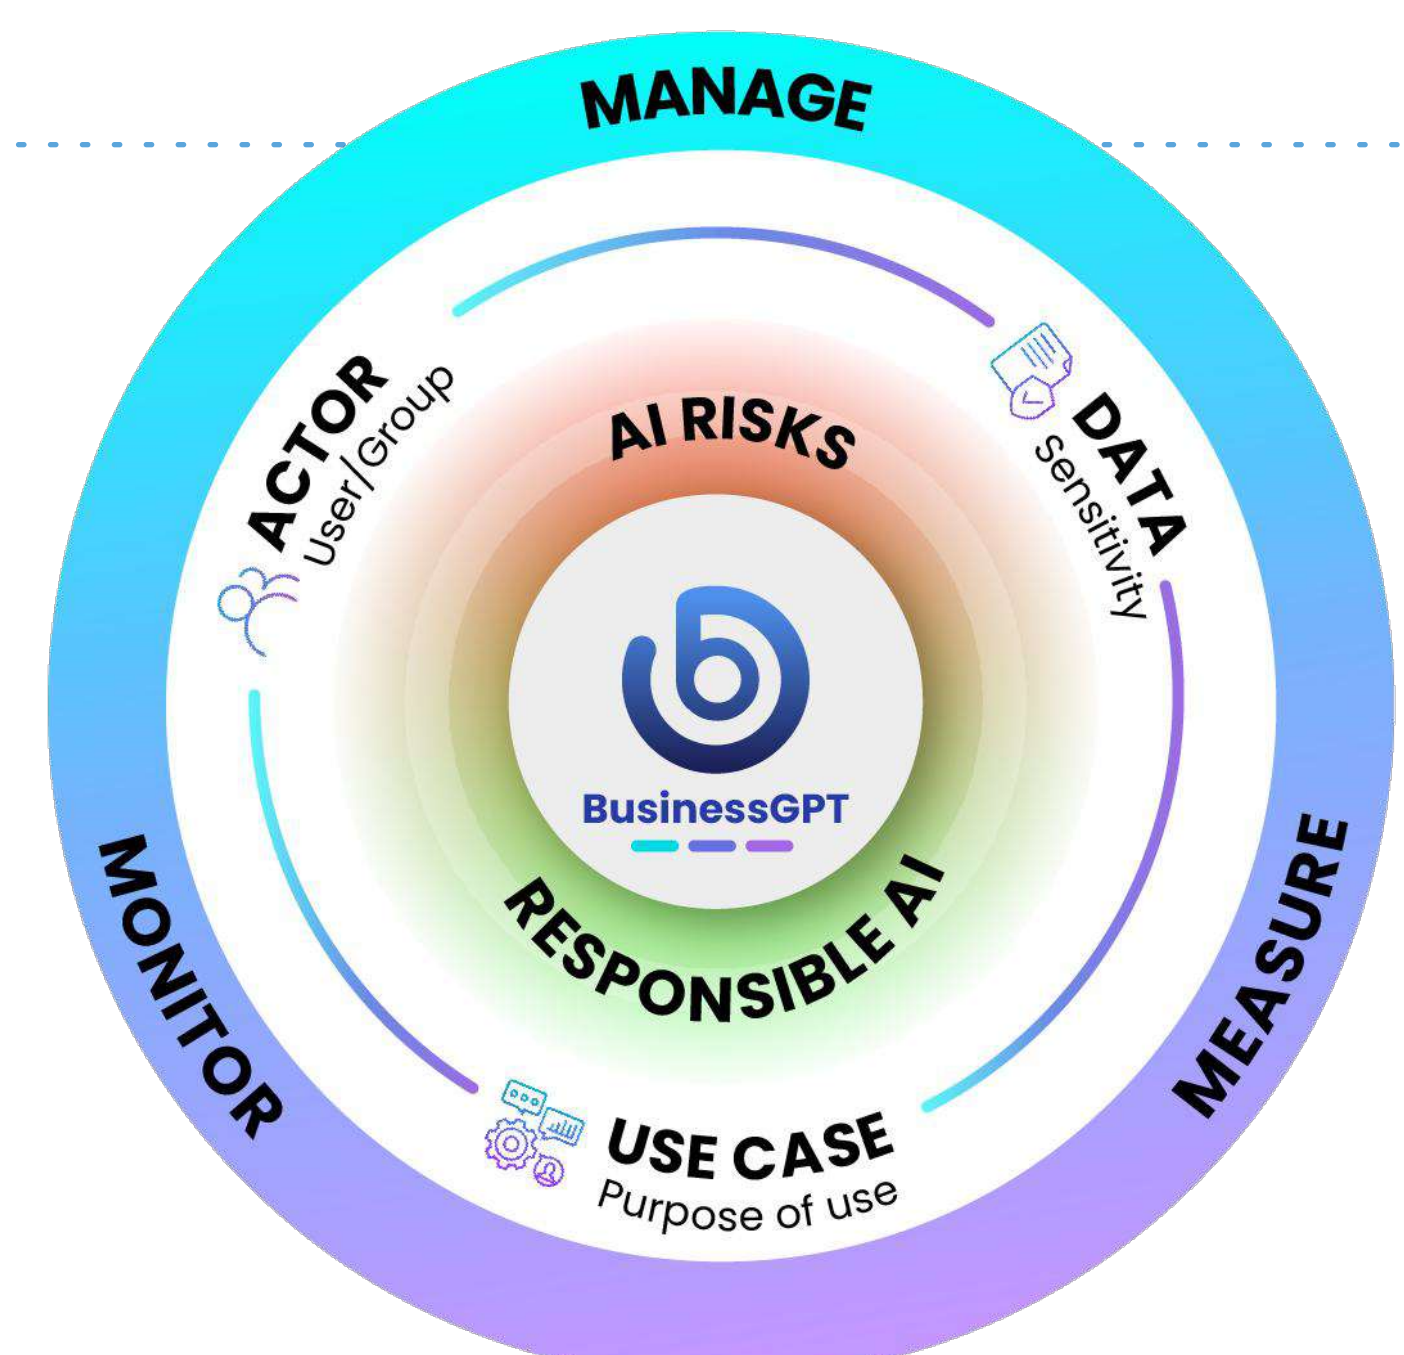 MANAGE
ACTOR
User/Group
DATA
Sensitivity
AI RISKS
BusinessGPT
RESPONSIBLE AI
MONITOR
MEASURE
USE CASE
Purpose of use